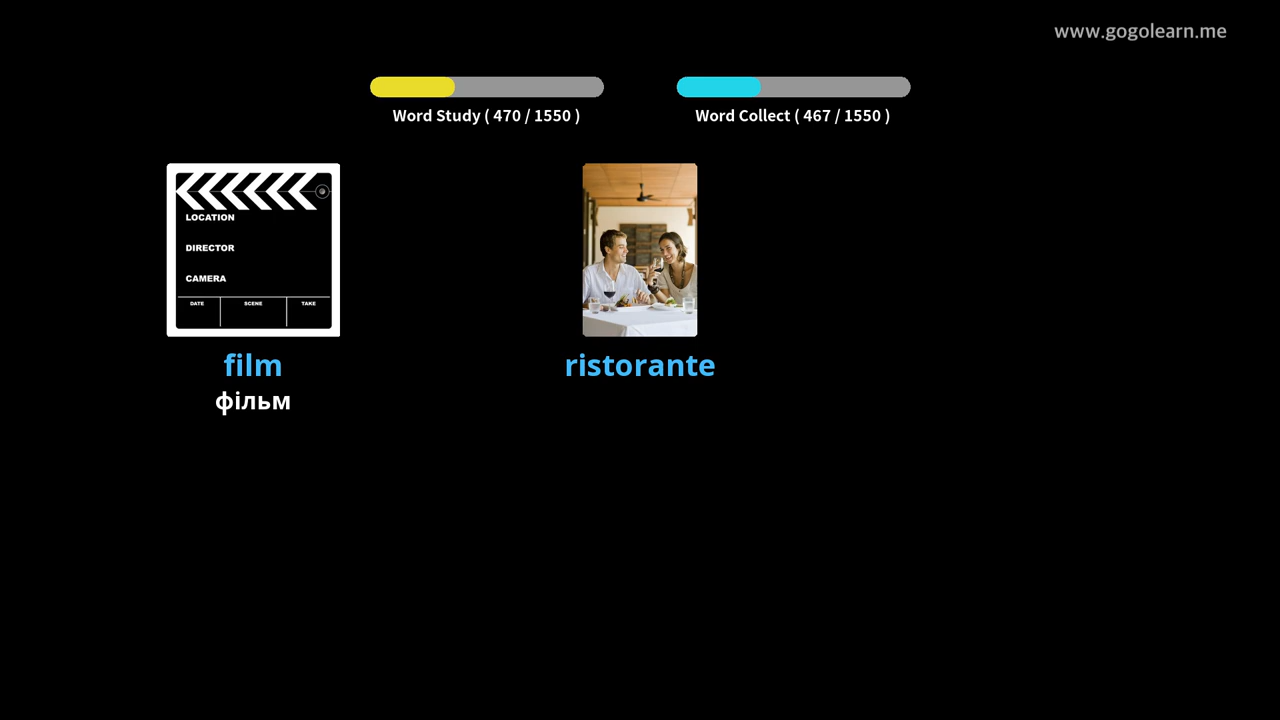 www.gogolearn.me
Word Study ( 470 / 1550 )
Word Collect ( 467 / 1550 )
LOCATION
DIRECTOR
CAMERA
DATE SCENE TAKE
film
ristorante
фільм